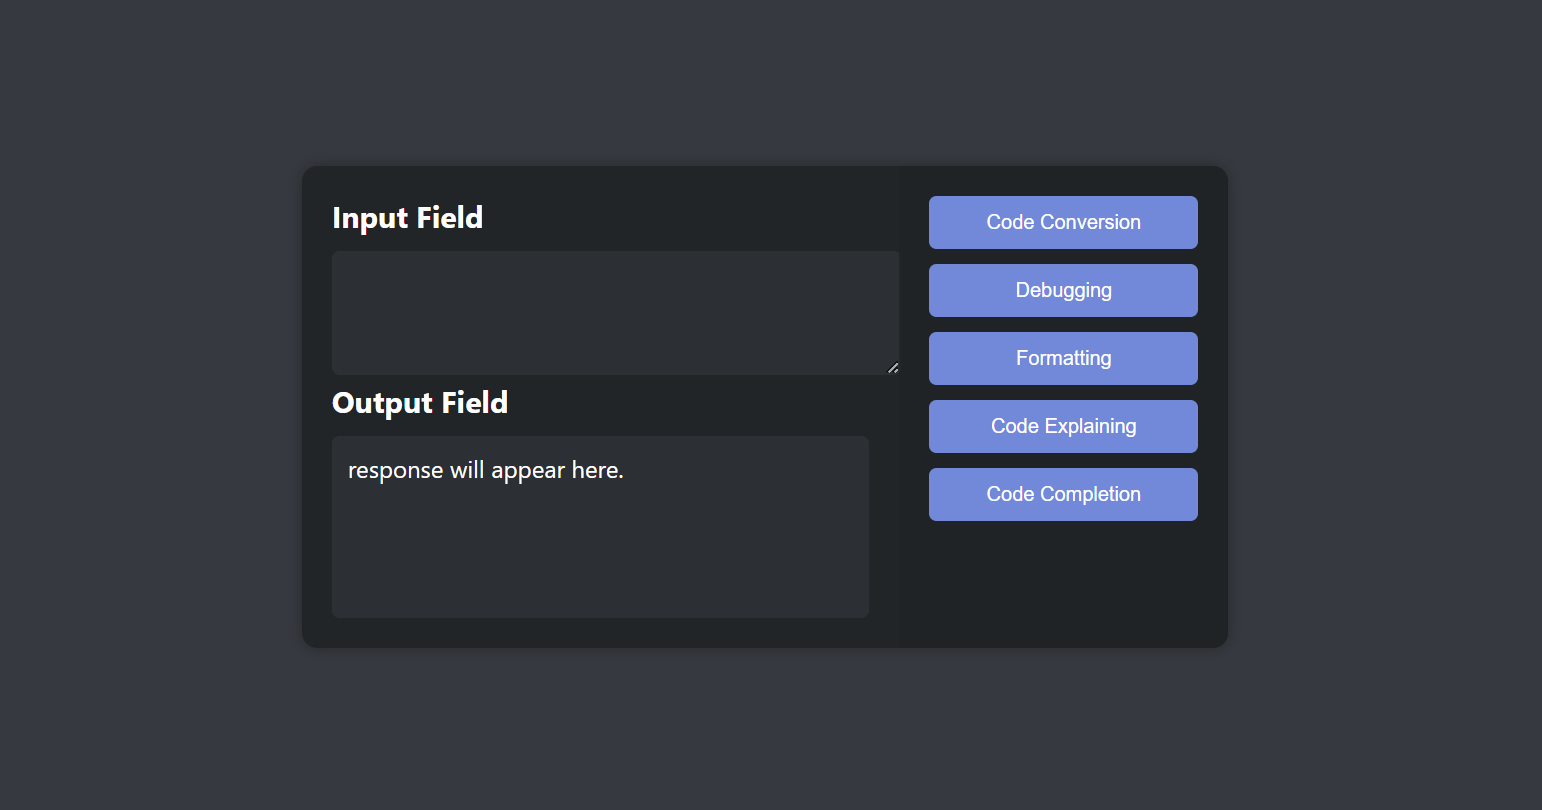 Input Field
Output Field
response will appear here.
Code Conversion
Debugging
Formatting
Code Explaining
Code Completion